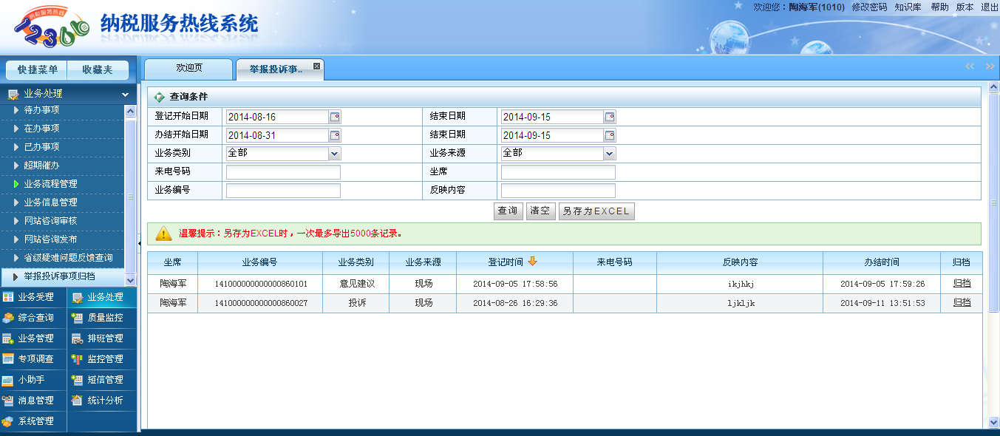 欢迎您：陶海军(1010) 修改密码 知识库 帮助 版本 退出
纳税服务热线系统
纳税服务热线
12366
快捷菜单 收藏夹
欢迎页 举报投诉事..
业务处理
待办事项
在办事项
已办事项
超期催办
业务流程管理
业务信息管理
网站咨询审核
网站咨询发布
省级疑难问题反馈查询
举报投诉事项归档
业务受理 业务处理
综合查询 质量监控
业务管理 排班管理
专项调查 监控管理
小助手 短信管理
消息管理 统计分析
系统管理
查询条件
登记开始日期 2014-08-16 结束日期 2014-09-15
办结开始日期 2014-08-31 结束日期 2014-09-15
业务类别 全部 业务来源 全部
来电号码 坐席
业务编号 反映内容
查询 清空 另存为EXCEL
温馨提示：另存为EXCEL时，一次最多导出5000条记录。
坐席 业务编号 业务类别 业务来源 登记时间 来电号码 反映内容 办结时间 归档
陶海军 141000000000000860101 意见建议 现场 2014-09-05 17:58:56 ikjhkj 2014-09-05 17:59:26 归档
陶海军 141000000000000860027 投诉 现场 2014-08-26 16:29:36 ljkljk 2014-09-11 13:51:53 归档